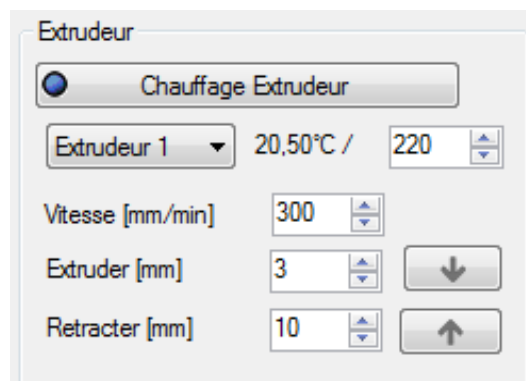 Extrudeur
Chauffage Extrudeur
Extrudeur 1 20,50°C / 220
Vitesse [mm/min] 300
Extruder [mm] 3
Retracter [mm] 10